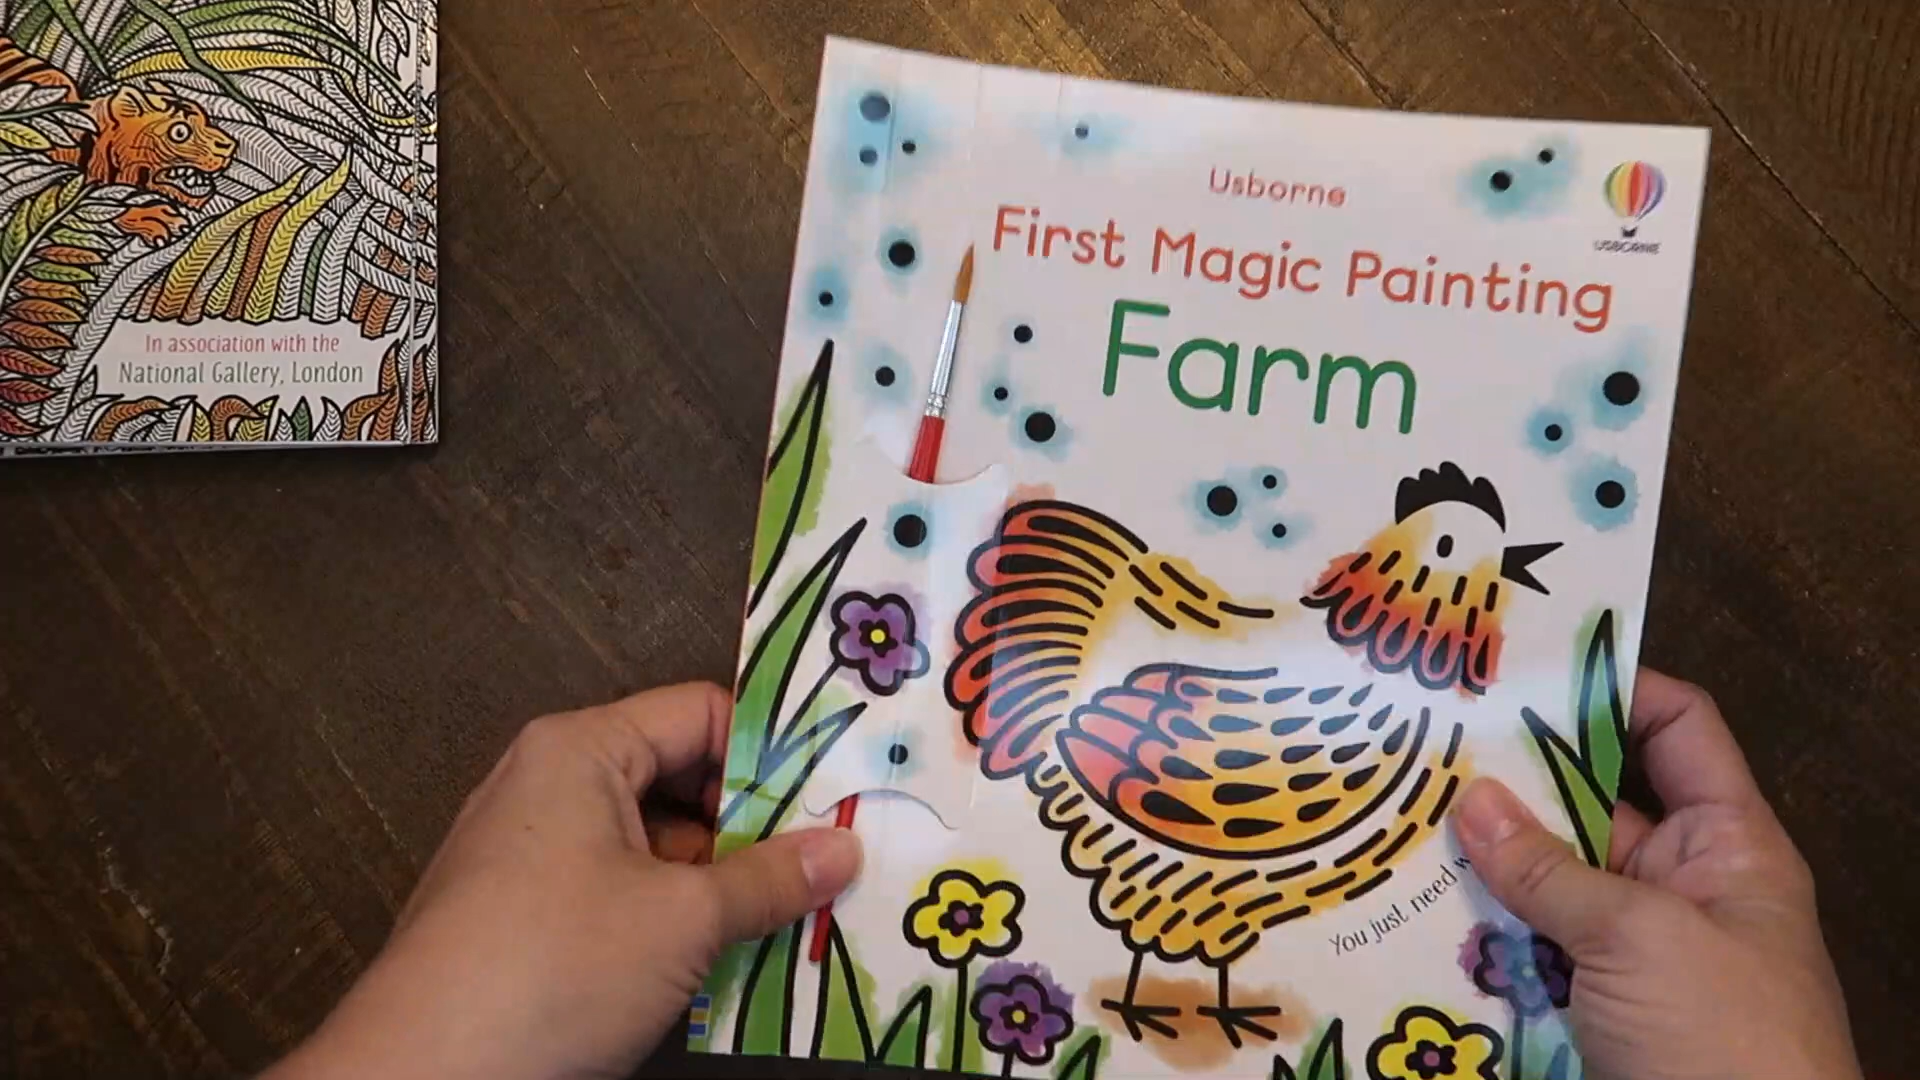 In association with the
National Gallery, London
Usborne
First Magic Painting
Farm
USBORNE
You just need